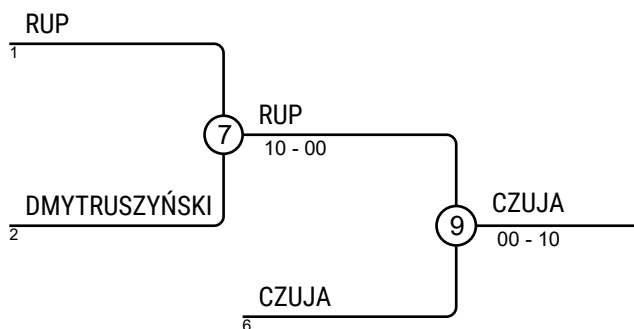 RUP
1
7
RUP
10 - 00
DMYTRUSZYŃSKI
2
9
CZUJA
00 - 10
CZUJA
6